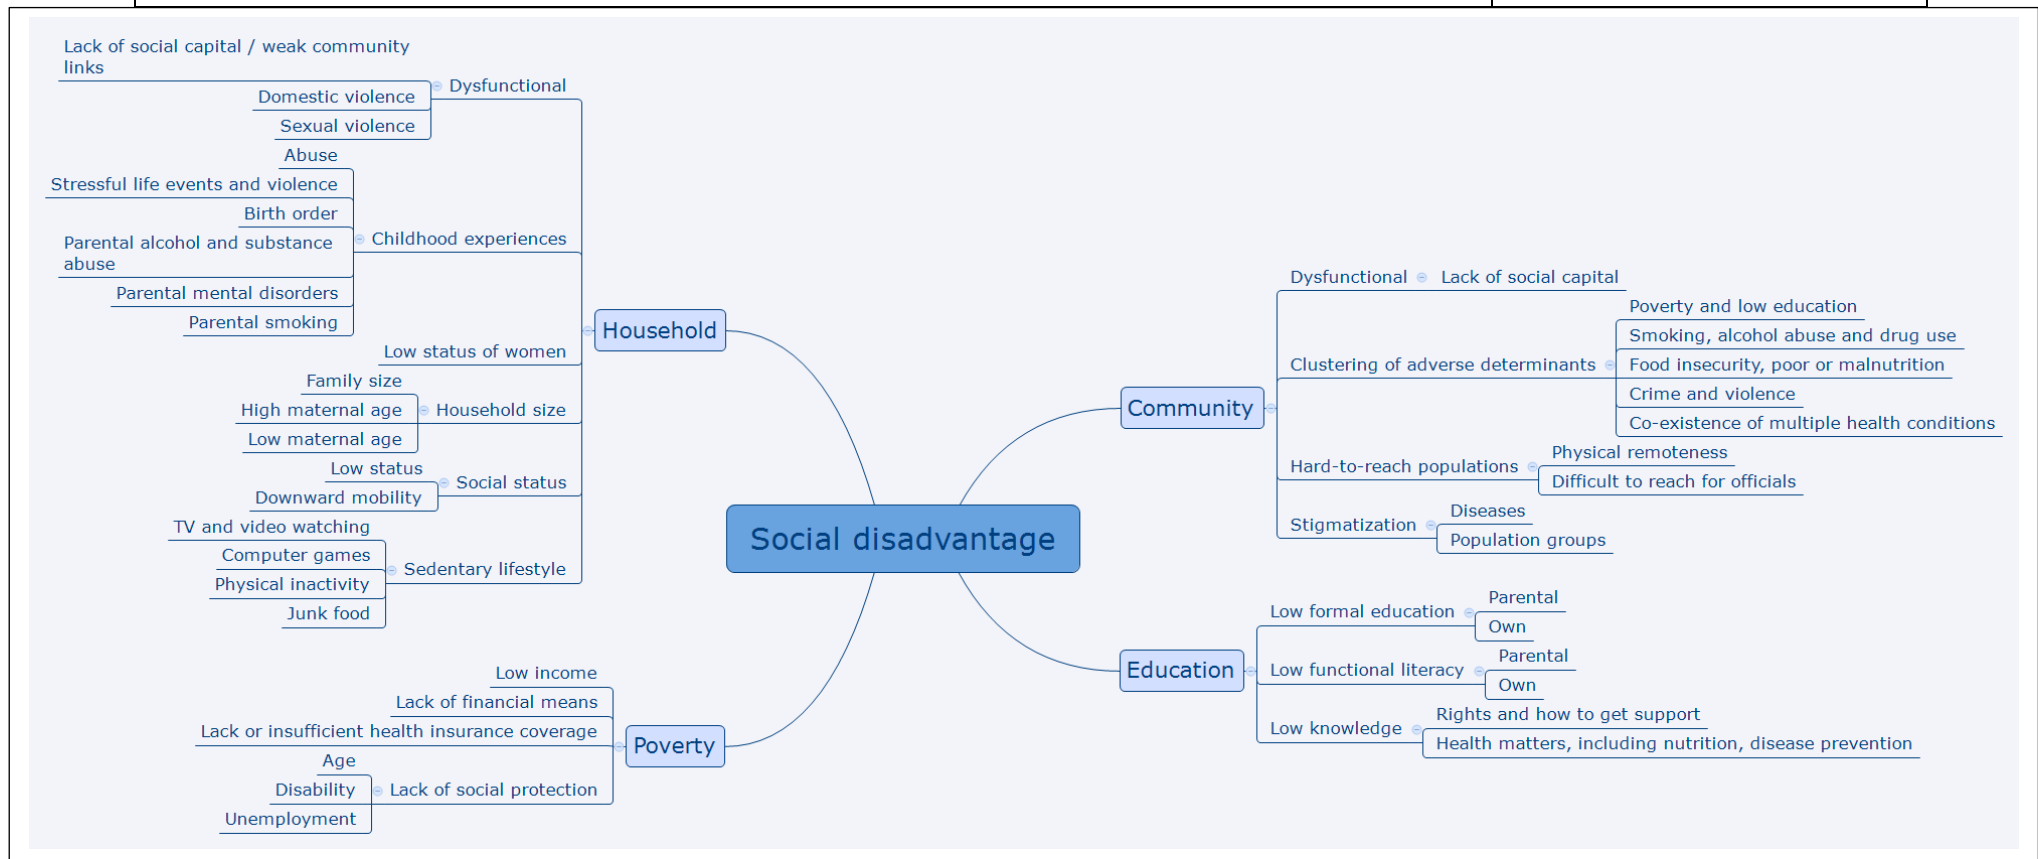 Lack of social capital / weak community
links
Dysfunctional
Domestic violence
Sexual violence
Abuse
Stressful life events and violence
Birth order
Childhood experiences
Parental alcohol and substance
abuse
Parental mental disorders
Parental smoking
Household
Low status of women
Family size
High maternal age
Household size
Low maternal age
Low status
Social status
Downward mobility
TV and video watching
Computer games
Sedentary lifestyle
Physical inactivity
Junk food
Low income
Lack of financial means
Lack or insufficient health insurance coverage
Poverty
Age
Disability
Lack of social protection
Unemployment
Social disadvantage
Community
Dysfunctional
Lack of social capital
Clustering of adverse determinants
Poverty and low education
Smoking, alcohol abuse and drug use
Food insecurity, poor or malnutrition
Crime and violence
Co-existence of multiple health conditions
Hard-to-reach populations
Physical remoteness
Difficult to reach for officials
Stigmatization
Diseases
Population groups
Education
Low formal education
Parental
Own
Low functional literacy
Parental
Own
Low knowledge
Rights and how to get support
Health matters, including nutrition, disease prevention